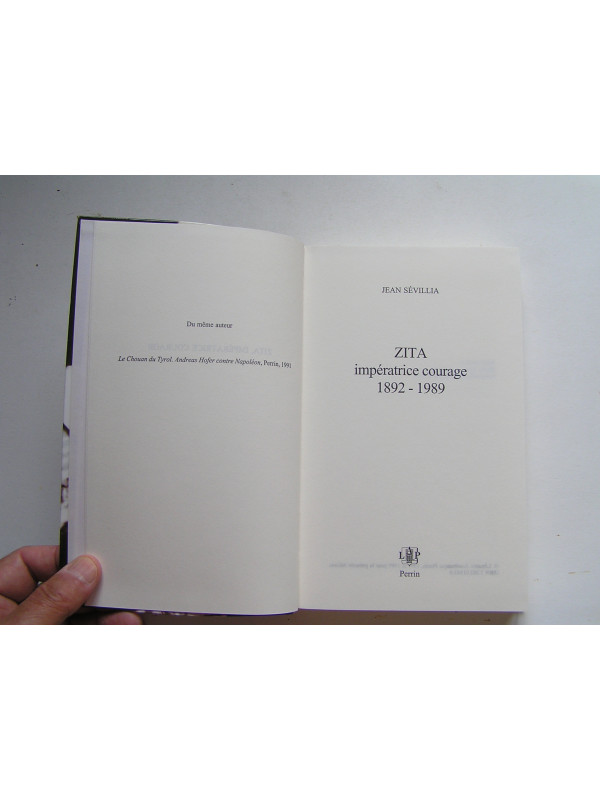 Du même auteur
Le Chouan du Tyrol. Andreas Hofer contre Napoléon, Perrin, 1991
JEAN SÉVILLIA
ZITA
impératrice courage
1892 - 1989
L P
Perrin